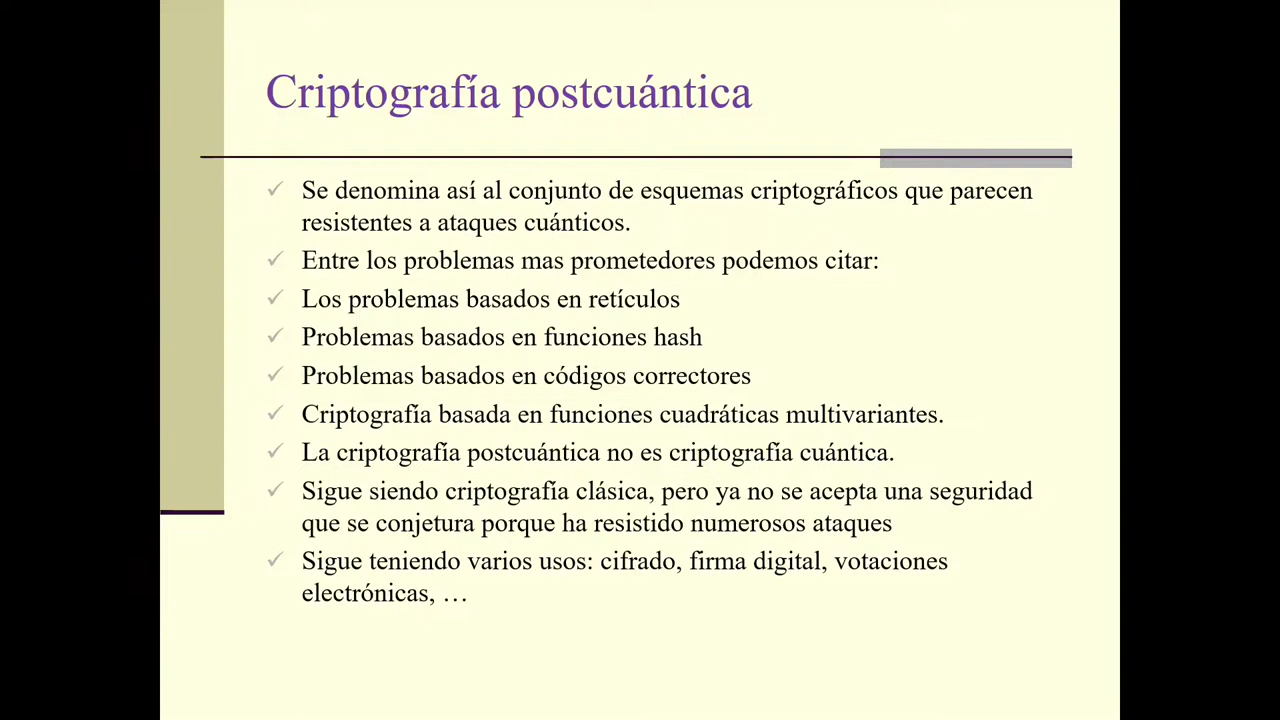 Criptografía postcuántica
Se denomina así al conjunto de esquemas criptográficos que parecen
resistentes a ataques cuánticos.
Entre los problemas mas prometedores podemos citar:
Los problemas basados en retículos
Problemas basados en funciones hash
Problemas basados en códigos correctores
Criptografía basada en funciones cuadráticas multivariantes.
La criptografía postcuántica no es criptografía cuántica.
Sigue siendo criptografía clásica, pero ya no se acepta una seguridad
que se conjetura porque ha resistido numerosos ataques
Sigue teniendo varios usos: cifrado, firma digital, votaciones
electrónicas, …